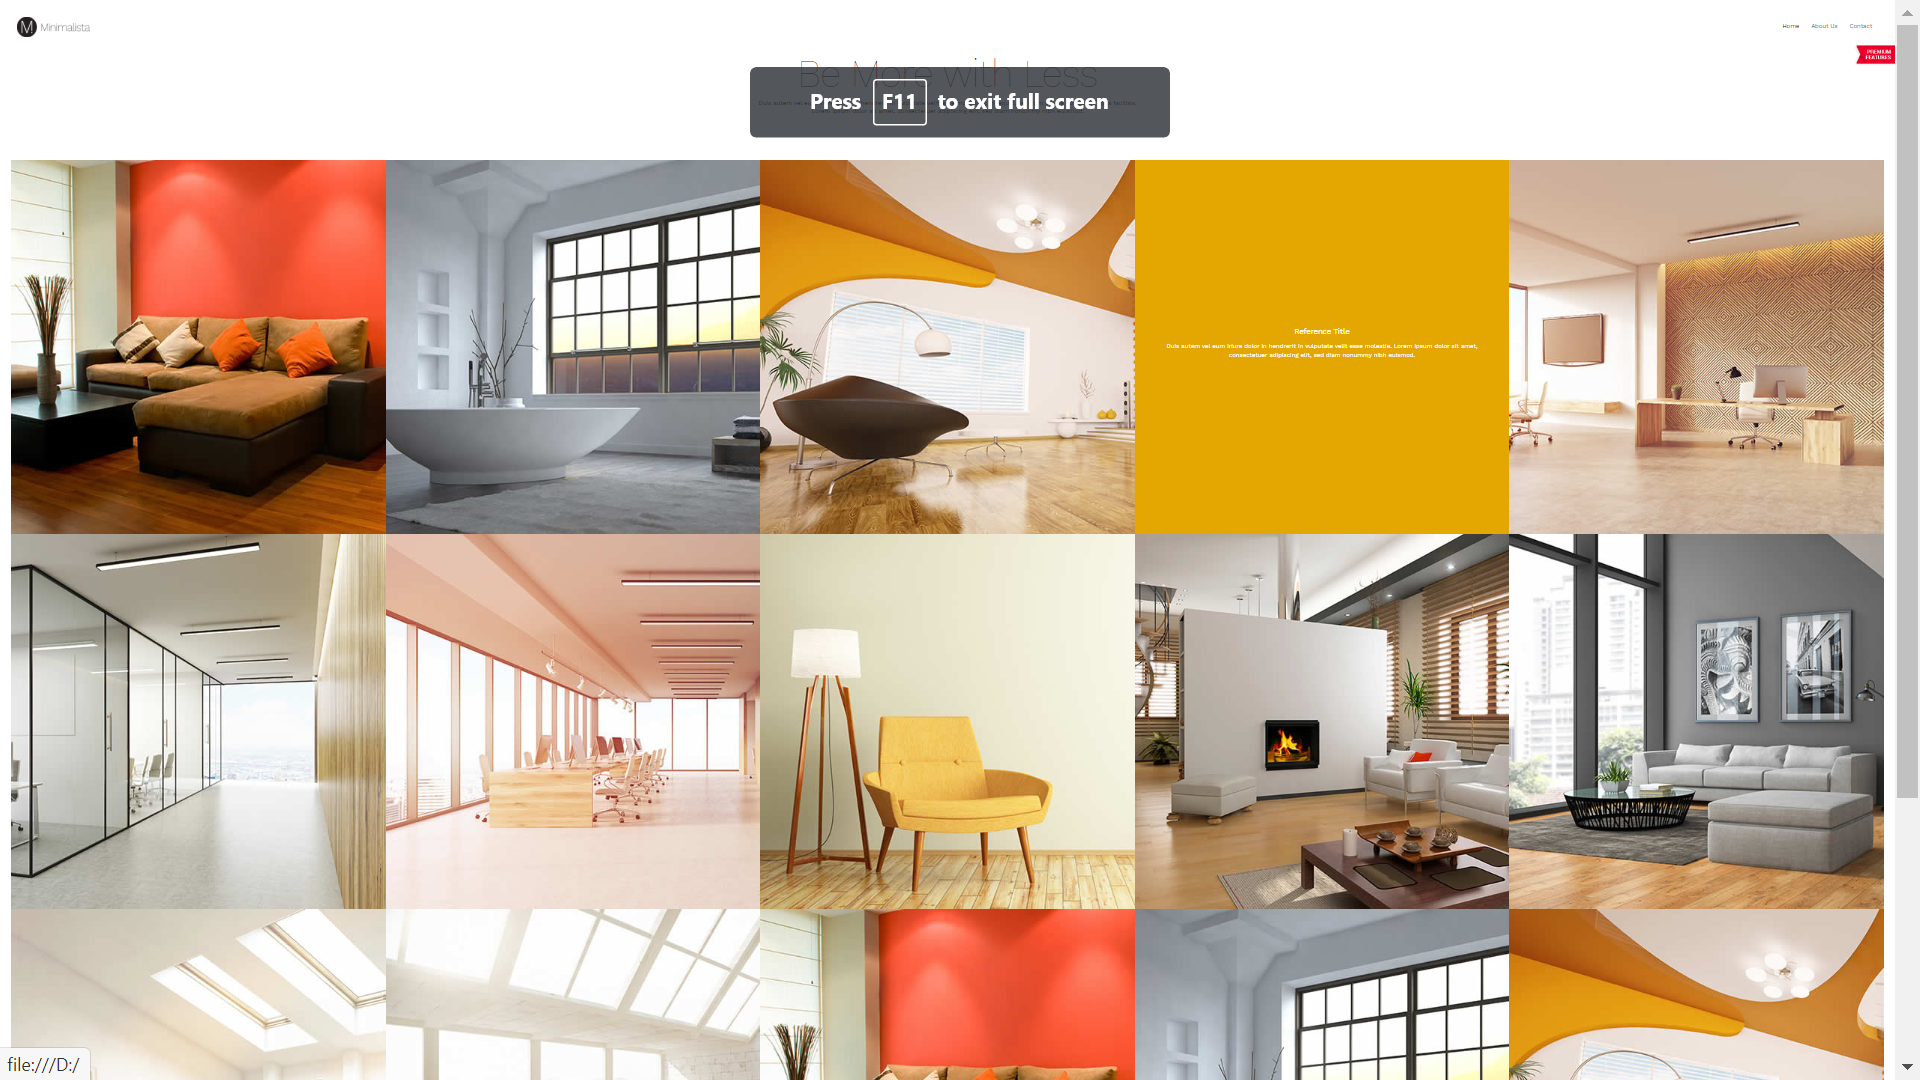 Minimalista
Home About Us Contact
PREMIUM
FEATURES
Be More with Less
Press F11 to exit full screen
Reference Title
Duis autem vel eum iriure dolor in hendrerit in vulputate velit esse molestie. Lorem ipsum dolor sit amet,
consectetuer adipiscing elit, sed diam nonummy nibh euismod.
file:///D:/